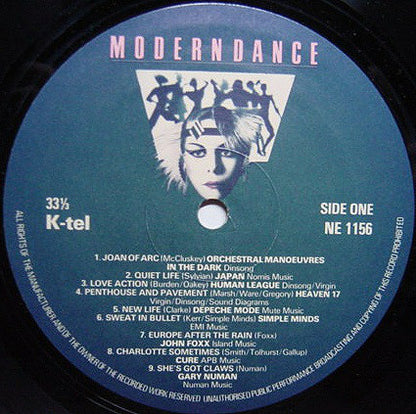 MODERNDANCE
33⅓
K-tel
SIDE ONE
NE 1156
1. JOAN OF ARC (McCluskey) ORCHESTRAL MANOEUVRES
IN THE DARK Dinsong
2. QUIET LIFE (Sylvian) JAPAN Nomis Music
3. LOVE ACTION (Burden/Oakey) HUMAN LEAGUE Dinsong/Virgin
4. PENTHOUSE AND PAVEMENT (Marsh/Ware/Gregory) HEAVEN 17
Virgin/Dinsong/Sound Diagrams
5. NEW LIFE (Clarke) DEPECHE MODE Mute Music
6. SWEAT IN BULLET (Kerr/Simple Minds) SIMPLE MINDS
EMI Music
7. EUROPE AFTER THE RAIN (Foxx)
JOHN FOXX Island Music
8. CHARLOTTE SOMETIMES (Smith/Tolhurst/Gallup)
CURE APB Music
9. SHE'S GOT CLAWS (Numan)
GARY NUMAN
Numan Music
ALL RIGHTS OF THE MANUFACTURER AND OF THE OWNER OF THE RECORDED WORK RESERVED UNAUTHORISED PUBLIC PERFORMANCE BROADCASTING AND COPYING OF THIS RECORD PROHIBITED